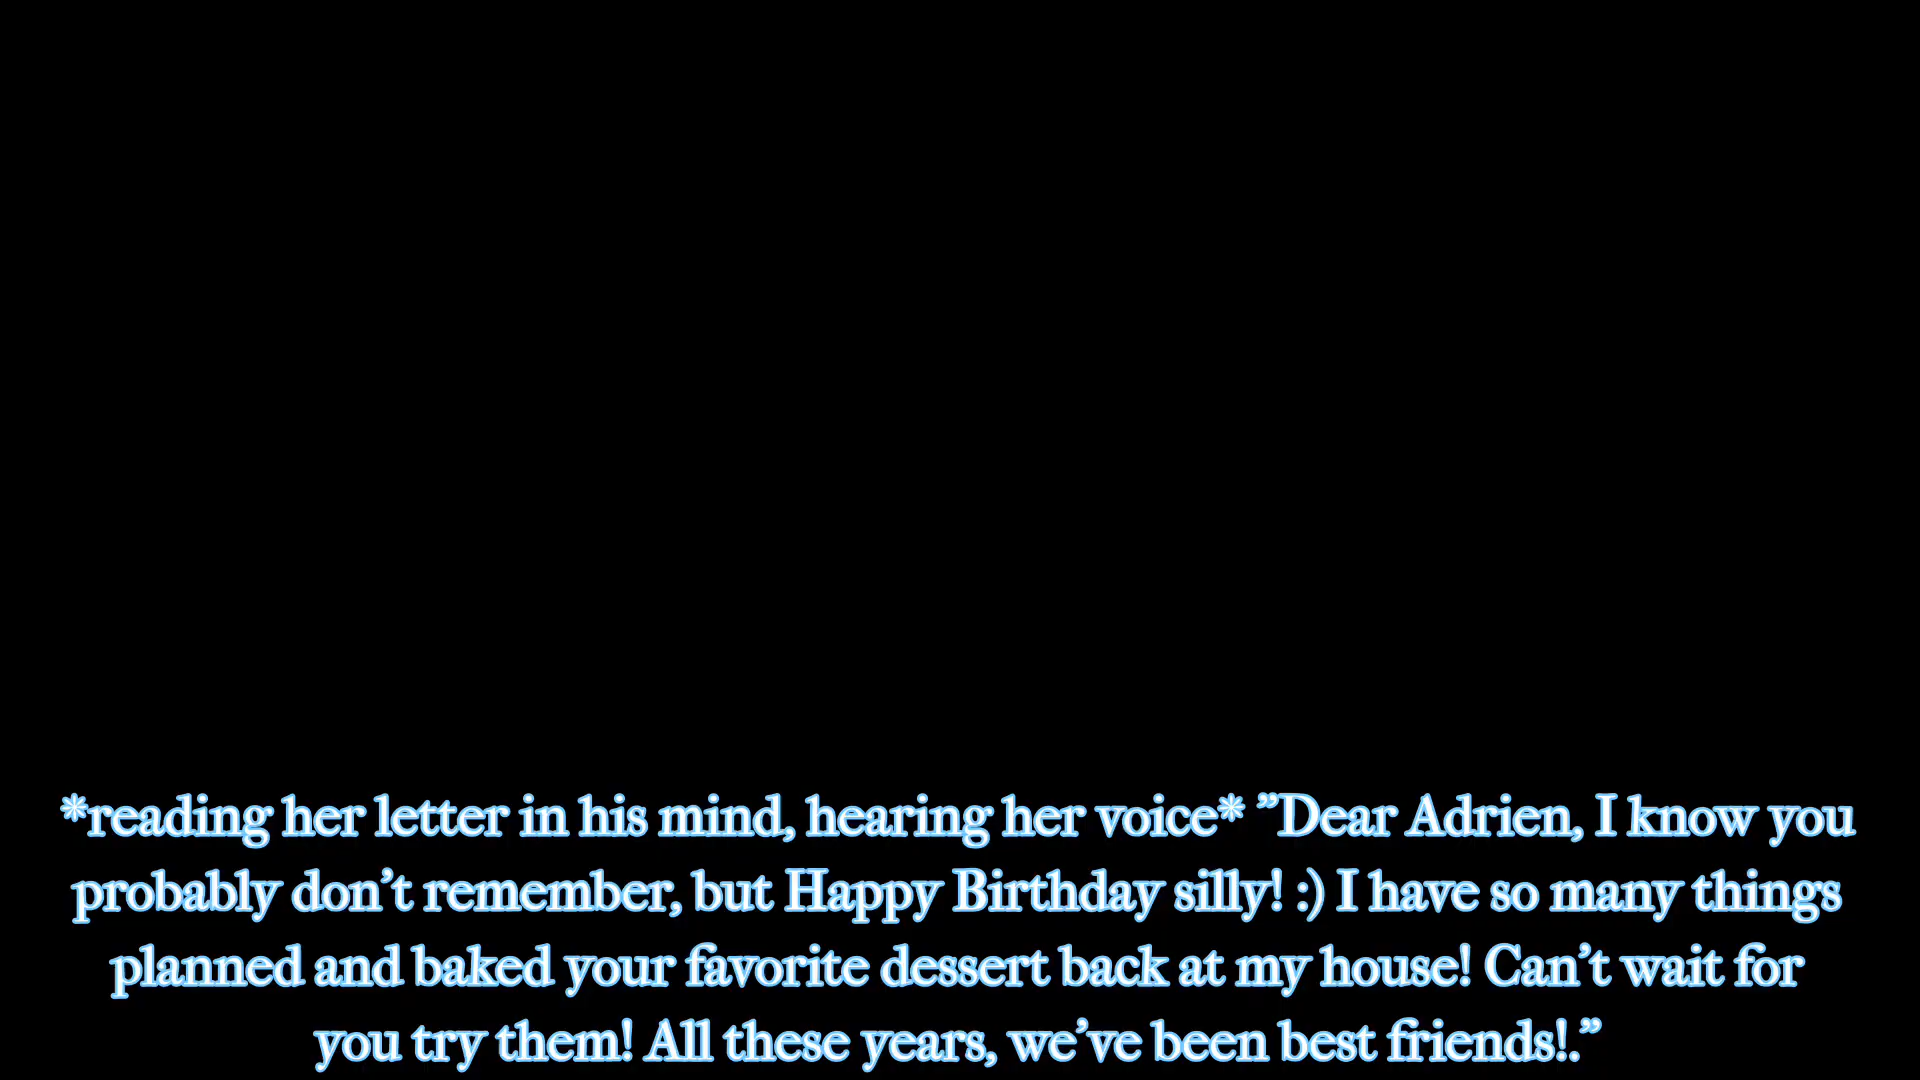 *reading her letter in his mind, hearing her voice* ”Dear Adrien, I know you
probably don’t remember, but Happy Birthday silly! :) I have so many things
planned and baked your favorite dessert back at my house! Can’t wait for
you try them! All these years, we’ve been best friends!.”